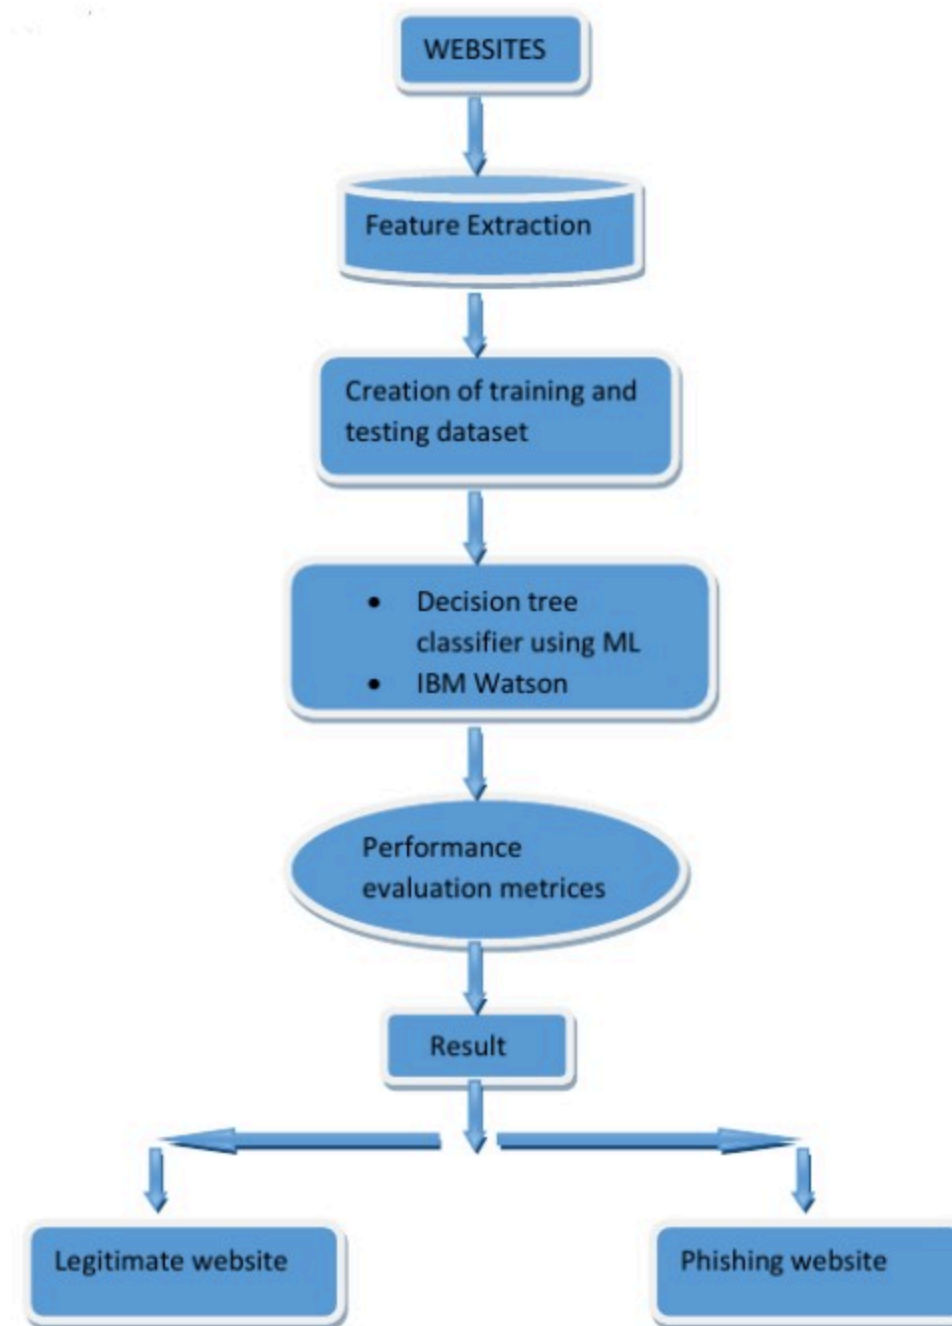 WEBSITES
Feature Extraction
Creation of training and
testing dataset
• Decision tree
classifier using ML
• IBM Watson
Performance
evaluation metrices
Result
Legitimate website
Phishing website